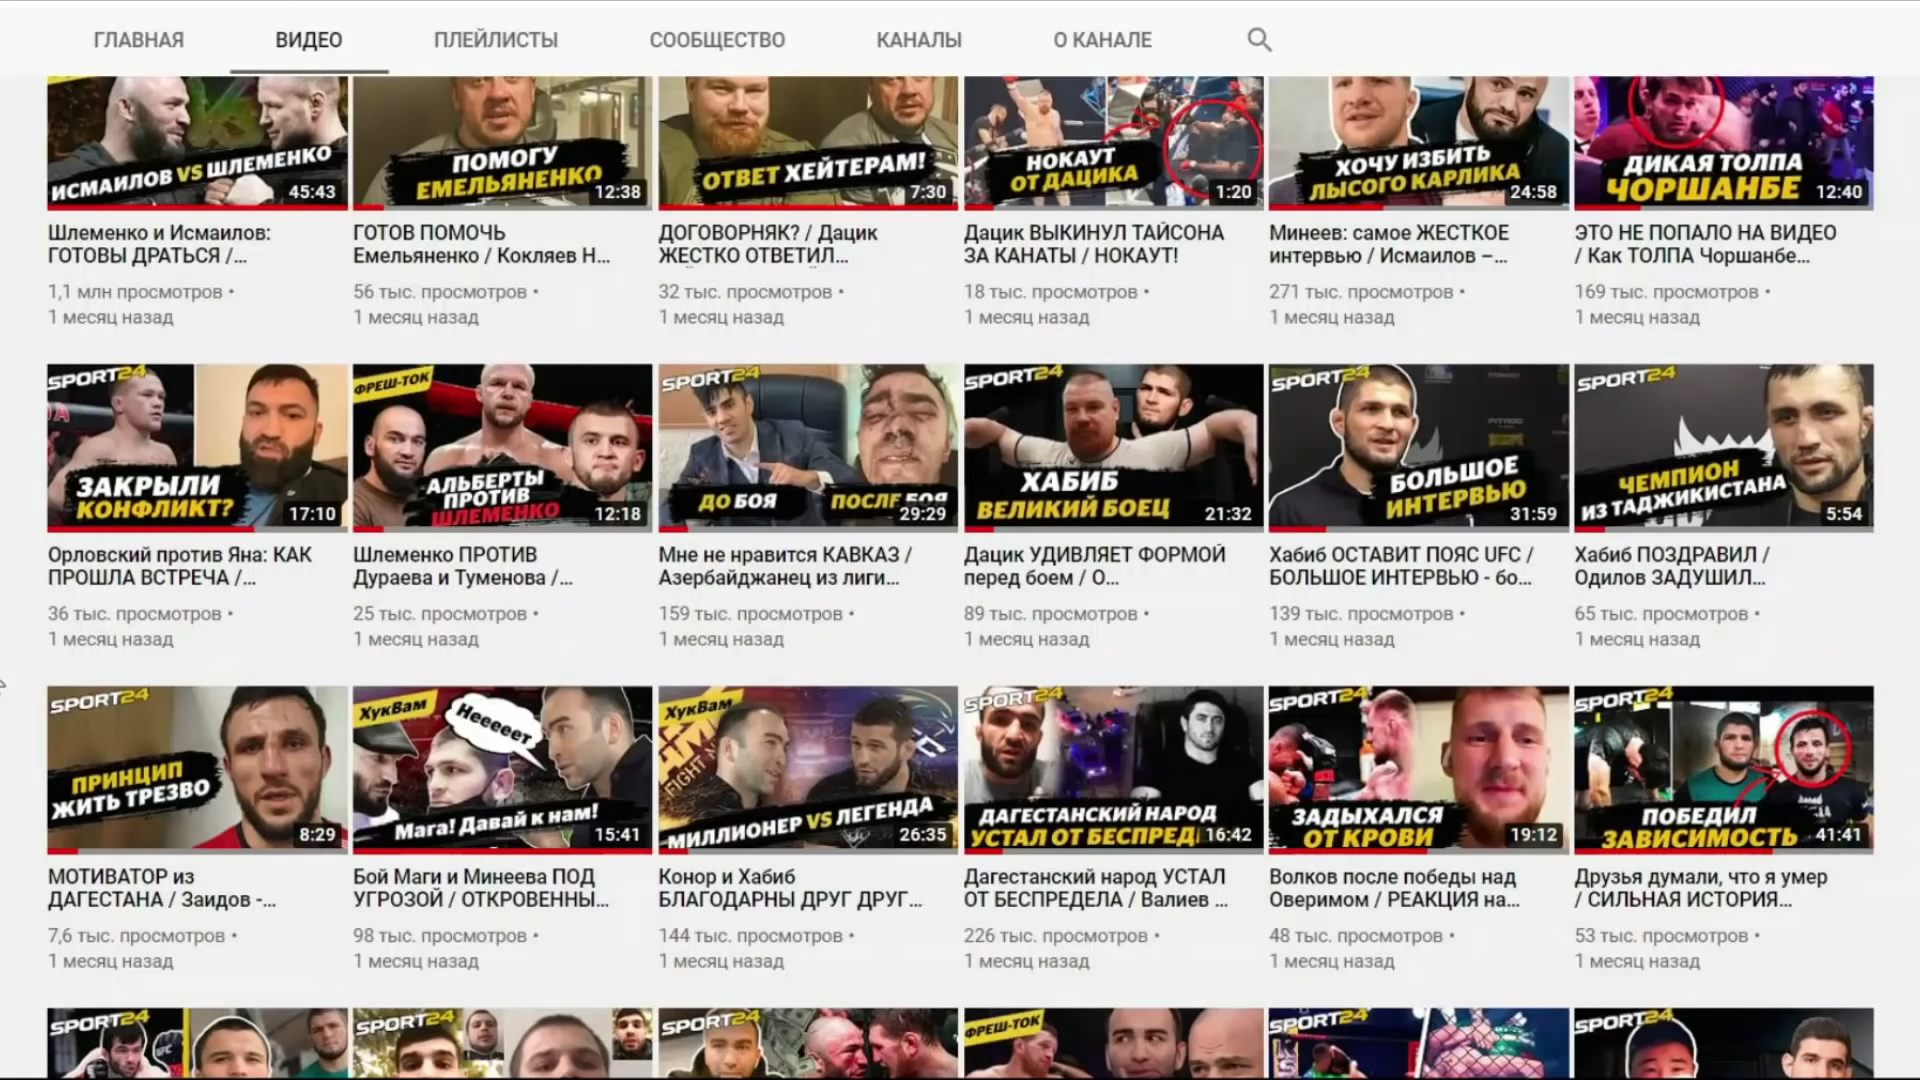 ГЛАВНАЯ
ВИДЕО
ПЛЕЙЛИСТЫ
СООБЩЕСТВО
КАНАЛЫ
О КАНАЛЕ
ИСМАИЛОВ VS ШЛЕМЕНКО
45:43
Шлеменко и Исмаилов:
ГОТОВЫ ДРАТЬСЯ /...
1,1 млн просмотров •
1 месяц назад
ПОМОГУ
ЕМЕЛЬЯНЕНКО
12:38
ГОТОВ ПОМОЧЬ
Емельяненко / Кокляев Н...
56 тыс. просмотров •
1 месяц назад
ОТВЕТ ХЕЙТЕРАМ!
7:30
ДОГОВОРНЯК? / Дацик
ЖЕСТКО ОТВЕТИЛ...
32 тыс. просмотров •
1 месяц назад
НОКАУТ
ОТ ДАЦИКА
1:20
Дацик ВЫКИНУЛ ТАЙСОНА
ЗА КАНАТЫ / НОКАУТ!
18 тыс. просмотров •
1 месяц назад
ХОЧУ ИЗБИТЬ
ЛЫСОГО КАРЛИКА
24:58
Минеев: самое ЖЕСТКОЕ
интервью / Исмаилов –...
271 тыс. просмотров •
1 месяц назад
ДИКАЯ ТОЛПА
ЧОРШАНБЕ
12:40
ЭТО НЕ ПОПАЛО НА ВИДЕО
/ Как ТОЛПА Чоршанбе...
169 тыс. просмотров •
1 месяц назад
SPORT24
ЗАКРЫЛИ
КОНФЛИКТ?
17:10
Орловский против Яна: КАК
ПРОШЛА ВСТРЕЧА /...
36 тыс. просмотров •
1 месяц назад
ФРЕШ-ТОК
АЛЬБЕРТЫ
ПРОТИВ
ШЛЕМЕНКО
12:18
Шлеменко ПРОТИВ
Дураева и Туменова /...
25 тыс. просмотров •
1 месяц назад
SPORT24
ДО БОЯ
ПОСЛЕ БОЯ
29:29
Мне не нравится КАВКАЗ /
Азербайджанец из лиги...
159 тыс. просмотров •
1 месяц назад
SPORT24
ХАБИБ
ВЕЛИКИЙ БОЕЦ
21:32
Дацик УДИВЛЯЕТ ФОРМОЙ
перед боем / О...
89 тыс. просмотров •
1 месяц назад
SPORT24
БОЛЬШОЕ
ИНТЕРВЬЮ
31:59
Хабиб ОСТАВИТ ПОЯС UFC /
БОЛЬШОЕ ИНТЕРВЬЮ - бо...
139 тыс. просмотров •
1 месяц назад
SPORT24
ЧЕМПИОН
ИЗ ТАДЖИКИСТАНА
5:54
Хабиб ПОЗДРАВИЛ /
Одилов ЗАДУШИЛ...
65 тыс. просмотров •
1 месяц назад
SPORT24
ПРИНЦИП
ЖИТЬ ТРЕЗВО
8:29
МОТИВАТОР из
ДАГЕСТАНА / Заидов -...
7,6 тыс. просмотров •
1 месяц назад
ХукВам
Нееееет
Мага! Давай к нам!
15:41
Бой Маги и Минеева ПОД
УГРОЗОЙ / ОТКРОВЕННЫ...
98 тыс. просмотров •
1 месяц назад
ХукВам
МИЛЛИОНЕР VS ЛЕГЕНДА
26:35
Конор и Хабиб
БЛАГОДАРНЫ ДРУГ ДРУГ...
144 тыс. просмотров •
1 месяц назад
SPORT24
ДАГЕСТАНСКИЙ НАРОД
УСТАЛ ОТ БЕСПРЕД
16:42
Дагестанский народ УСТАЛ
ОТ БЕСПРЕДЕЛА / Валиев ...
226 тыс. просмотров •
1 месяц назад
SPORT24
ЗАДЫХАЛСЯ
ОТ КРОВИ
19:12
Волков после победы над
Оверимом / РЕАКЦИЯ на...
48 тыс. просмотров •
1 месяц назад
SPORT24
ПОБЕДИЛ
ЗАВИСИМОСТЬ
41:41
Друзья думали, что я умер
/ СИЛЬНАЯ ИСТОРИЯ...
53 тыс. просмотров •
1 месяц назад
SPORT24
SPORT24
SPORT24
ФРЕШ-ТОК
SPORT24
SPORT24